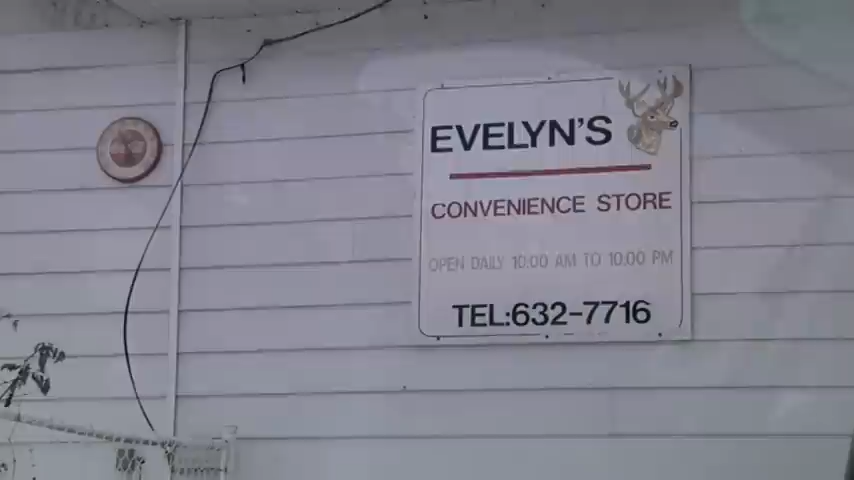 EVELYN'S
CONVENIENCE STORE
OPEN DAILY 10:00 AM TO 10:00 PM
TEL:632-7716